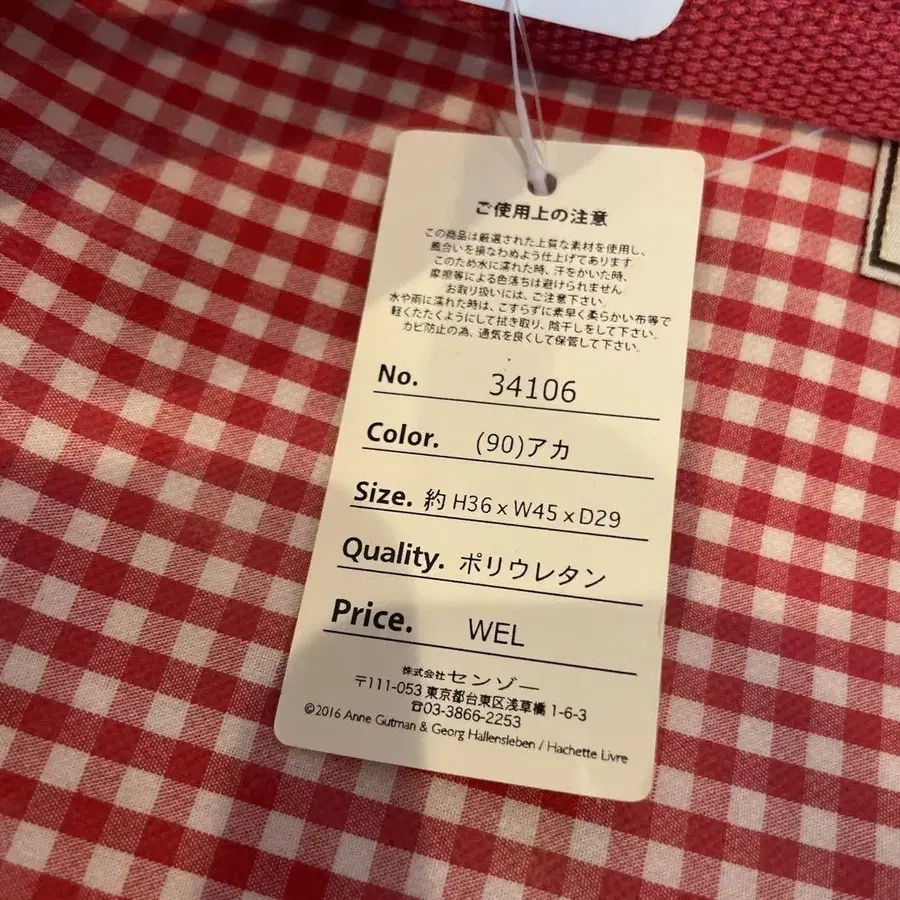 ご使用上の注意
この商品は厳選された上質な素材を使用し、
風合いを損なわぬよう仕上げてあります。
このため水に濡れた時、汗をかいた時、
摩擦等による色落ちは避けられません。
お取り扱いには、ご注意下さい。
水や雨に濡れた時は、こすらずに素早く柔らかい布等で
軽くたたくようにして拭き取り、陰干しをして下さい。
カビ防止の為、通気を良くして保管して下さい。
No. 34106
Color. (90)アカ
Size. 約 H36 x W45 x D29
Quality. ポリウレタン
Price. WEL
株式会社センゾー
〒111-053 東京都台東区浅草橋 1-6-3
☎03-3866-2253
©2016 Anne Gutman & Georg Hallensleben / Hachette Livre